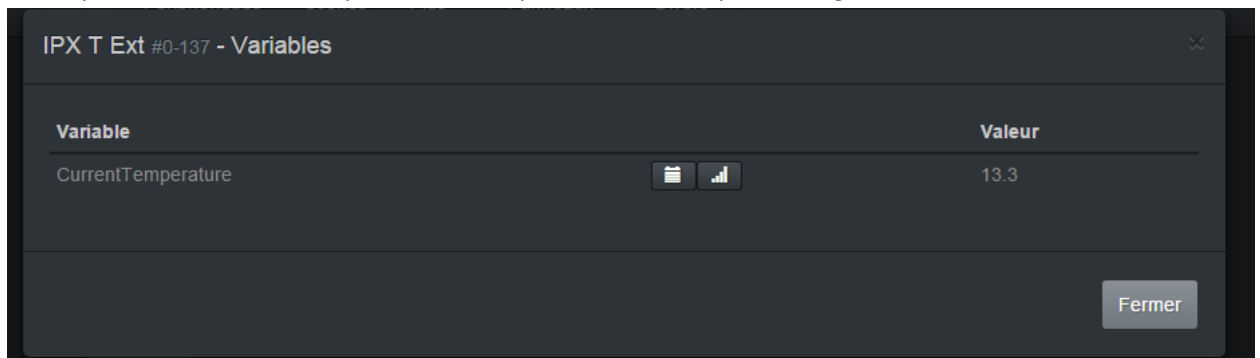 IPX T Ext #0-137 - Variables
Variable Valeur
CurrentTemperature 13.3
Fermer